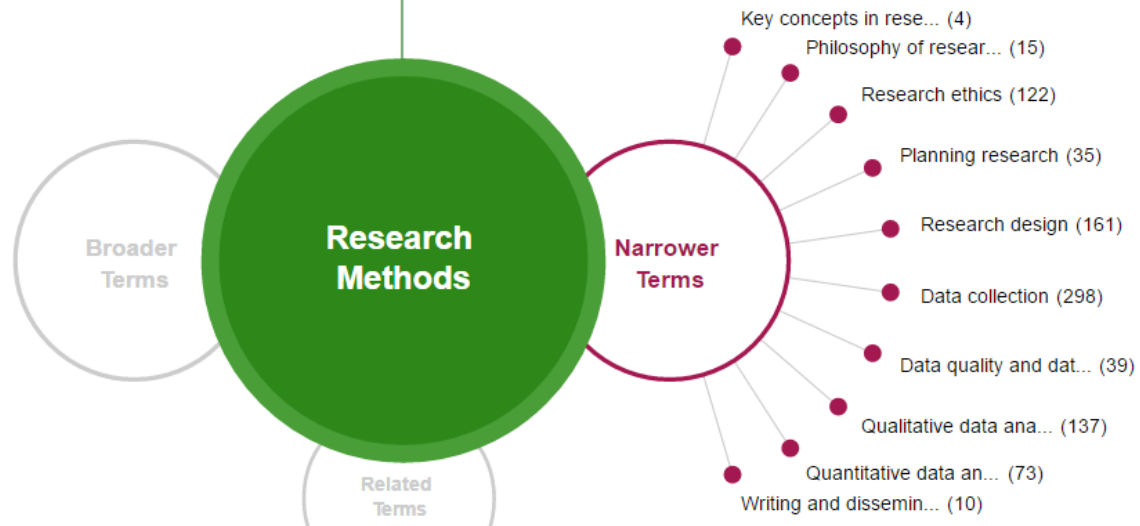 Key concepts in rese... (4)
Philosophy of resear... (15)
Research ethics (122)
Planning research (35)
Research design (161)
Data collection (298)
Data quality and dat... (39)
Qualitative data ana... (137)
Quantitative data an... (73)
Writing and dissemin... (10)
Broader
Terms
Research
Methods
Narrower
Terms
Related
Terms